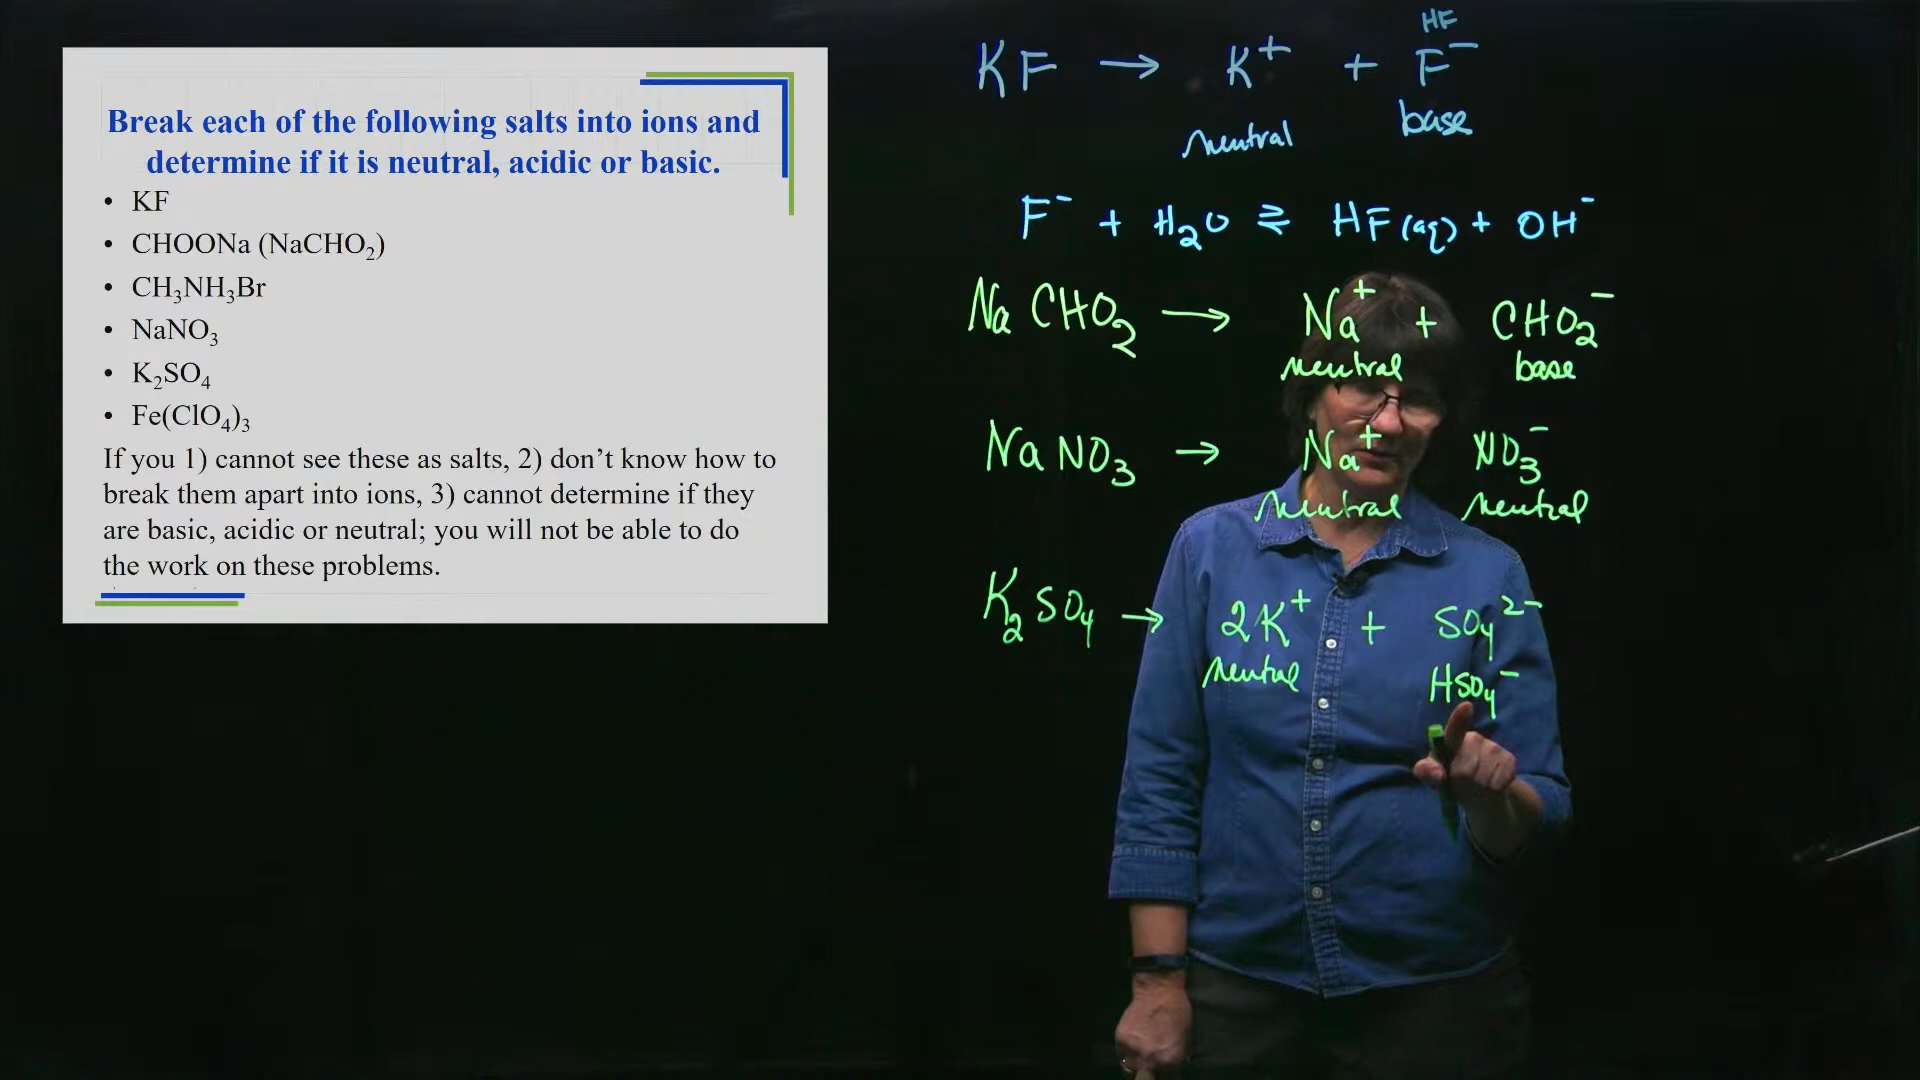 Break each of the following salts into ions and
determine if it is neutral, acidic or basic.
• KF
• CHOONa (NaCHO₂)
• CH₃NH₃Br
• NaNO₃
• K₂SO₄
• Fe(ClO₄)₃
If you 1) cannot see these as salts, 2) don’t know how to
break them apart into ions, 3) cannot determine if they
are basic, acidic or neutral; you will not be able to do
the work on these problems.
HF
KF → K⁺ + F⁻
neutral base
F⁻ + H₂O ⇌ HF(aq) + OH⁻
NaCHO₂ → Na⁺ + CHO₂⁻
neutral base
NaNO₃ → Na⁺ NO₃⁻
neutral neutral
K₂SO₄ → 2K⁺ + SO₄²⁻
neutral HSO₄⁻